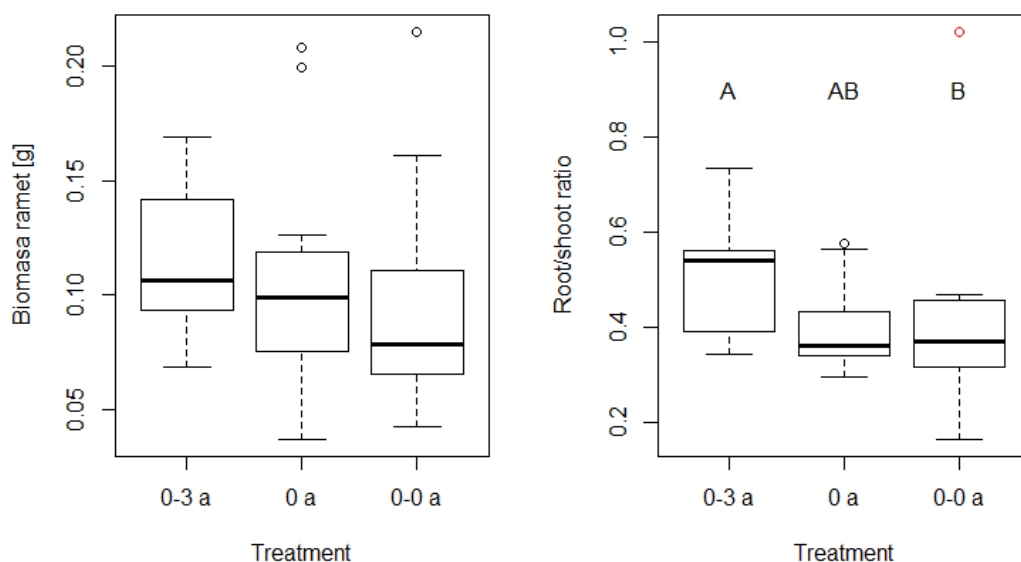 Biomasa ramet [g]
0.20
0.15
0.10
0.05
0-3 a 0 a 0-0 a
Treatment
Root/shoot ratio
1.0
0.8
0.6
0.4
0.2
A AB B
0-3 a 0 a 0-0 a
Treatment